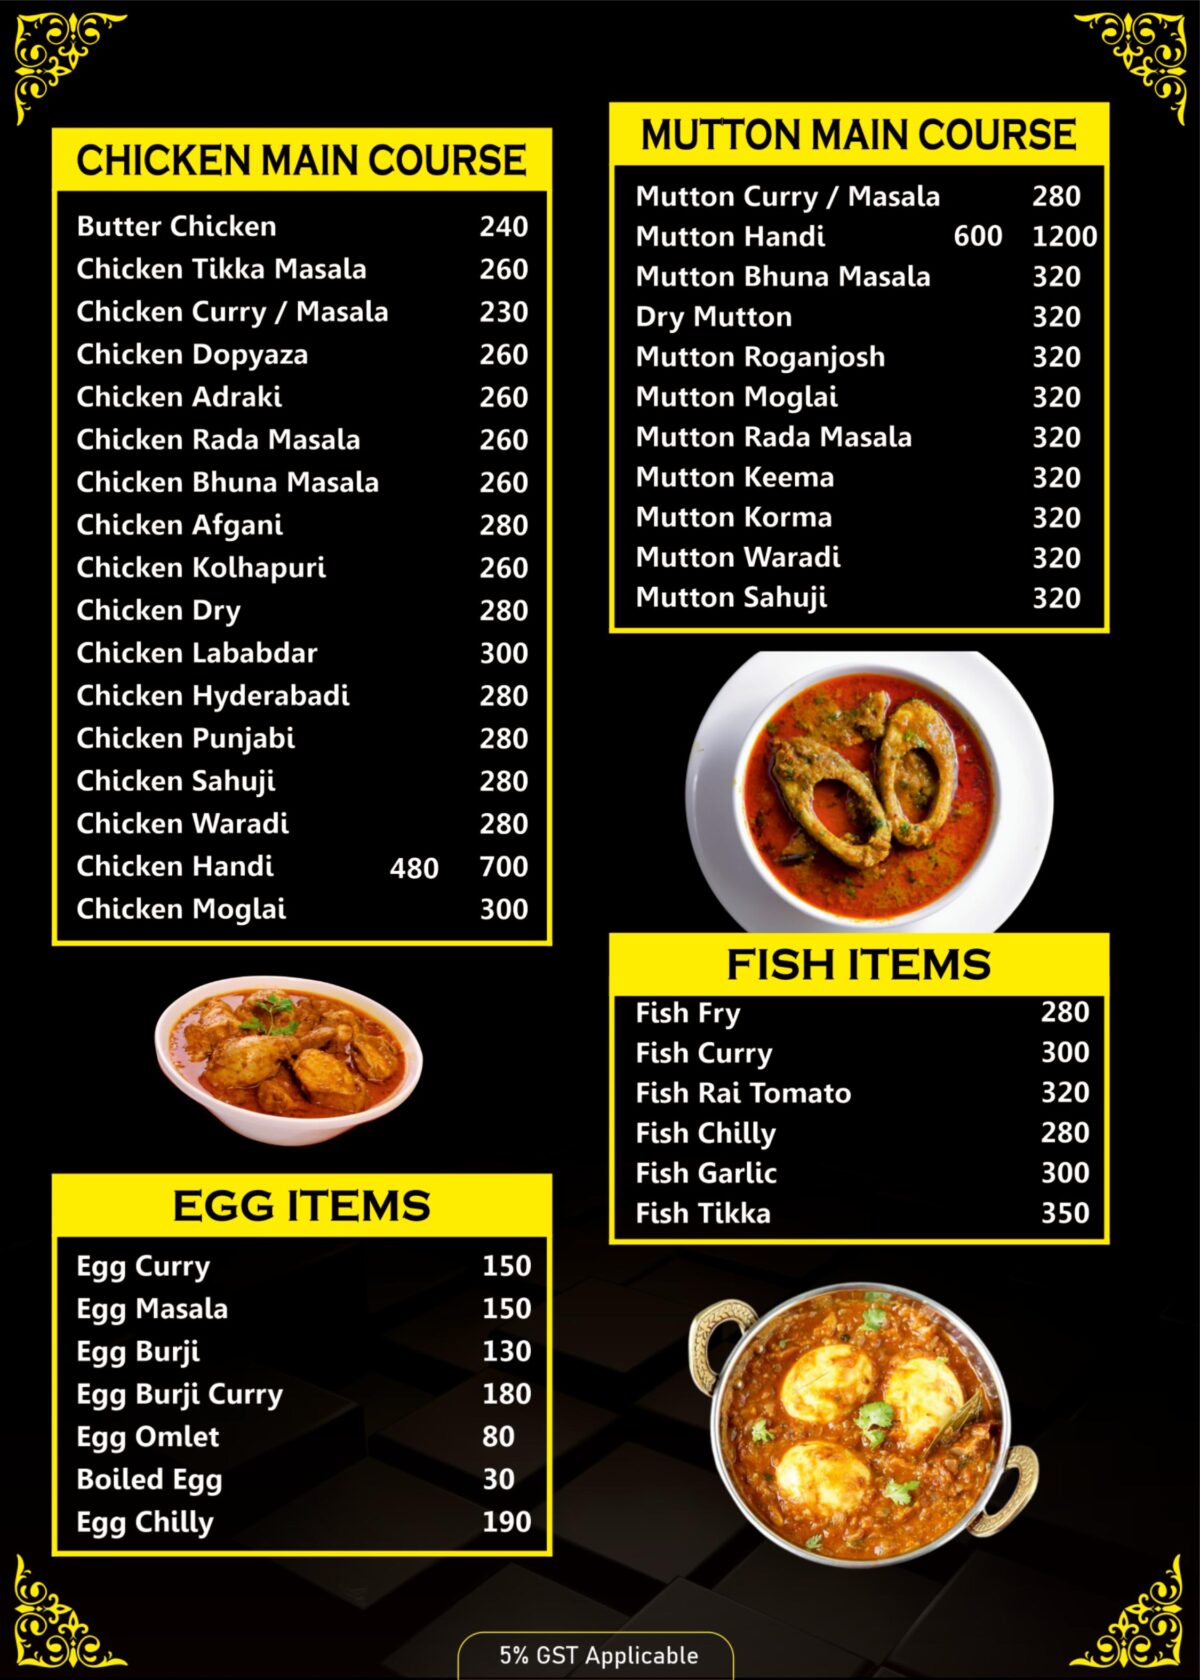 CHICKEN MAIN COURSE
Butter Chicken 240
Chicken Tikka Masala 260
Chicken Curry / Masala 230
Chicken Dopyaza 260
Chicken Adraki 260
Chicken Rada Masala 260
Chicken Bhuna Masala 260
Chicken Afgani 280
Chicken Kolhapuri 260
Chicken Dry 280
Chicken Lababdar 300
Chicken Hyderabadi 280
Chicken Punjabi 280
Chicken Sahuji 280
Chicken Waradi 280
Chicken Handi 480 700
Chicken Moglai 300
EGG ITEMS
Egg Curry 150
Egg Masala 150
Egg Burji 130
Egg Burji Curry 180
Egg Omlet 80
Boiled Egg 30
Egg Chilly 190
MUTTON MAIN COURSE
Mutton Curry / Masala 280
Mutton Handi 600 1200
Mutton Bhuna Masala 320
Dry Mutton 320
Mutton Roganjosh 320
Mutton Moglai 320
Mutton Rada Masala 320
Mutton Keema 320
Mutton Korma 320
Mutton Waradi 320
Mutton Sahuji 320
FISH ITEMS
Fish Fry 280
Fish Curry 300
Fish Rai Tomato 320
Fish Chilly 280
Fish Garlic 300
Fish Tikka 350
5% GST Applicable